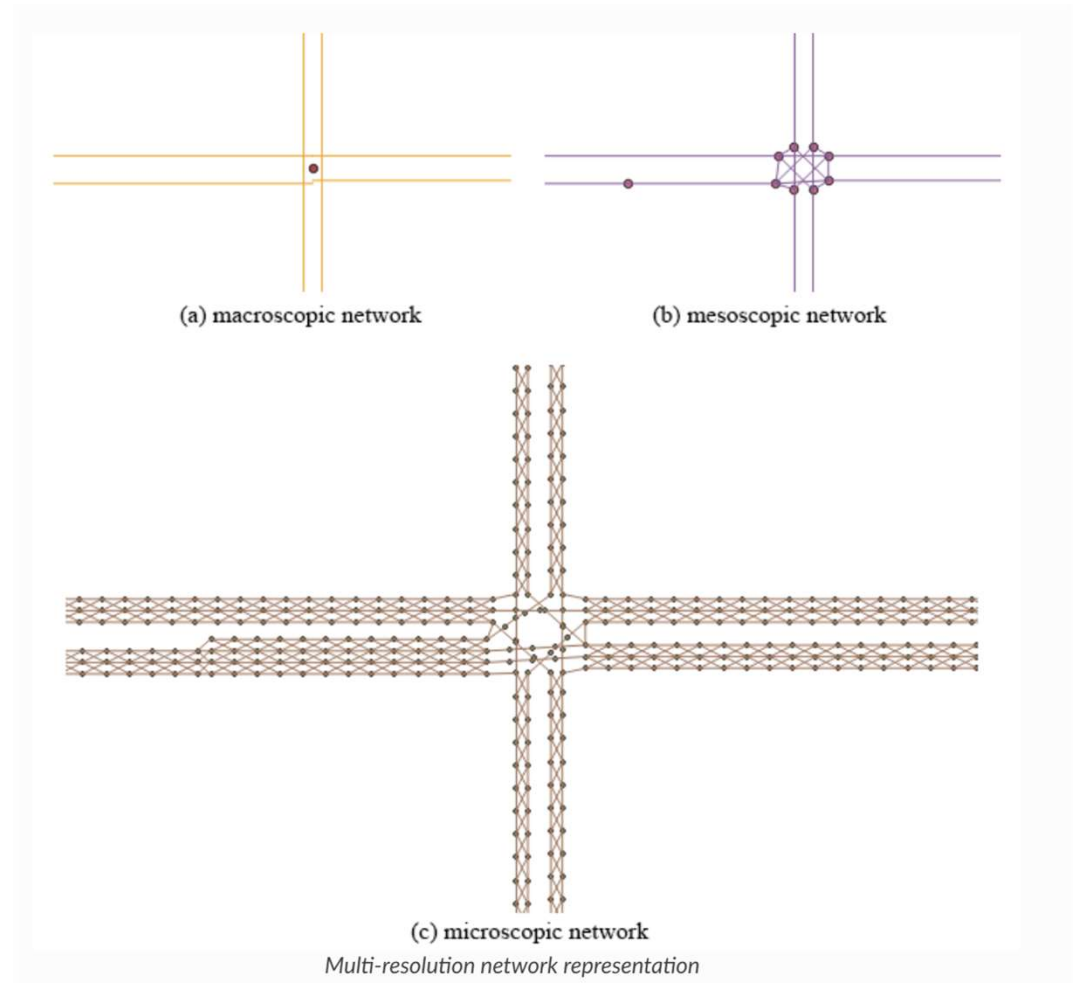 (a) macroscopic network
(b) mesoscopic network
(c) microscopic network
Multi-resolution network representation